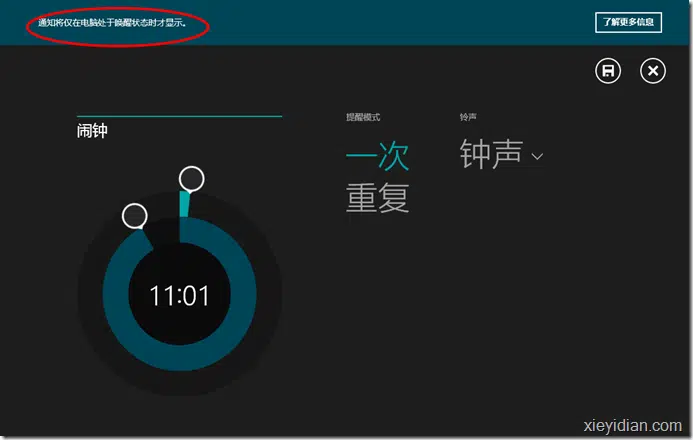 通知将仅在电脑处于唤醒状态时才显示。
了解更多信息
闹钟
提醒模式
铃声
一次
钟声
重复
11:01
xieyidian.com